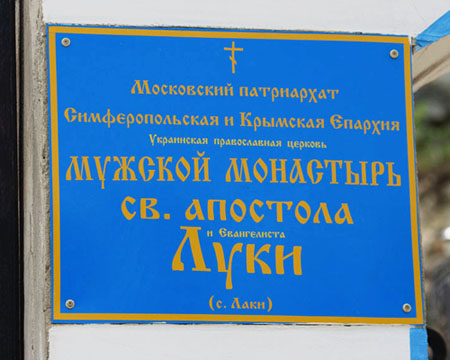 Московский патриархат
Симферопольская и Крымская Епархия
Украинская православная церковь
мужской монастырь
св. апостола
и Евангелиста
Луки
(с. Лаки)